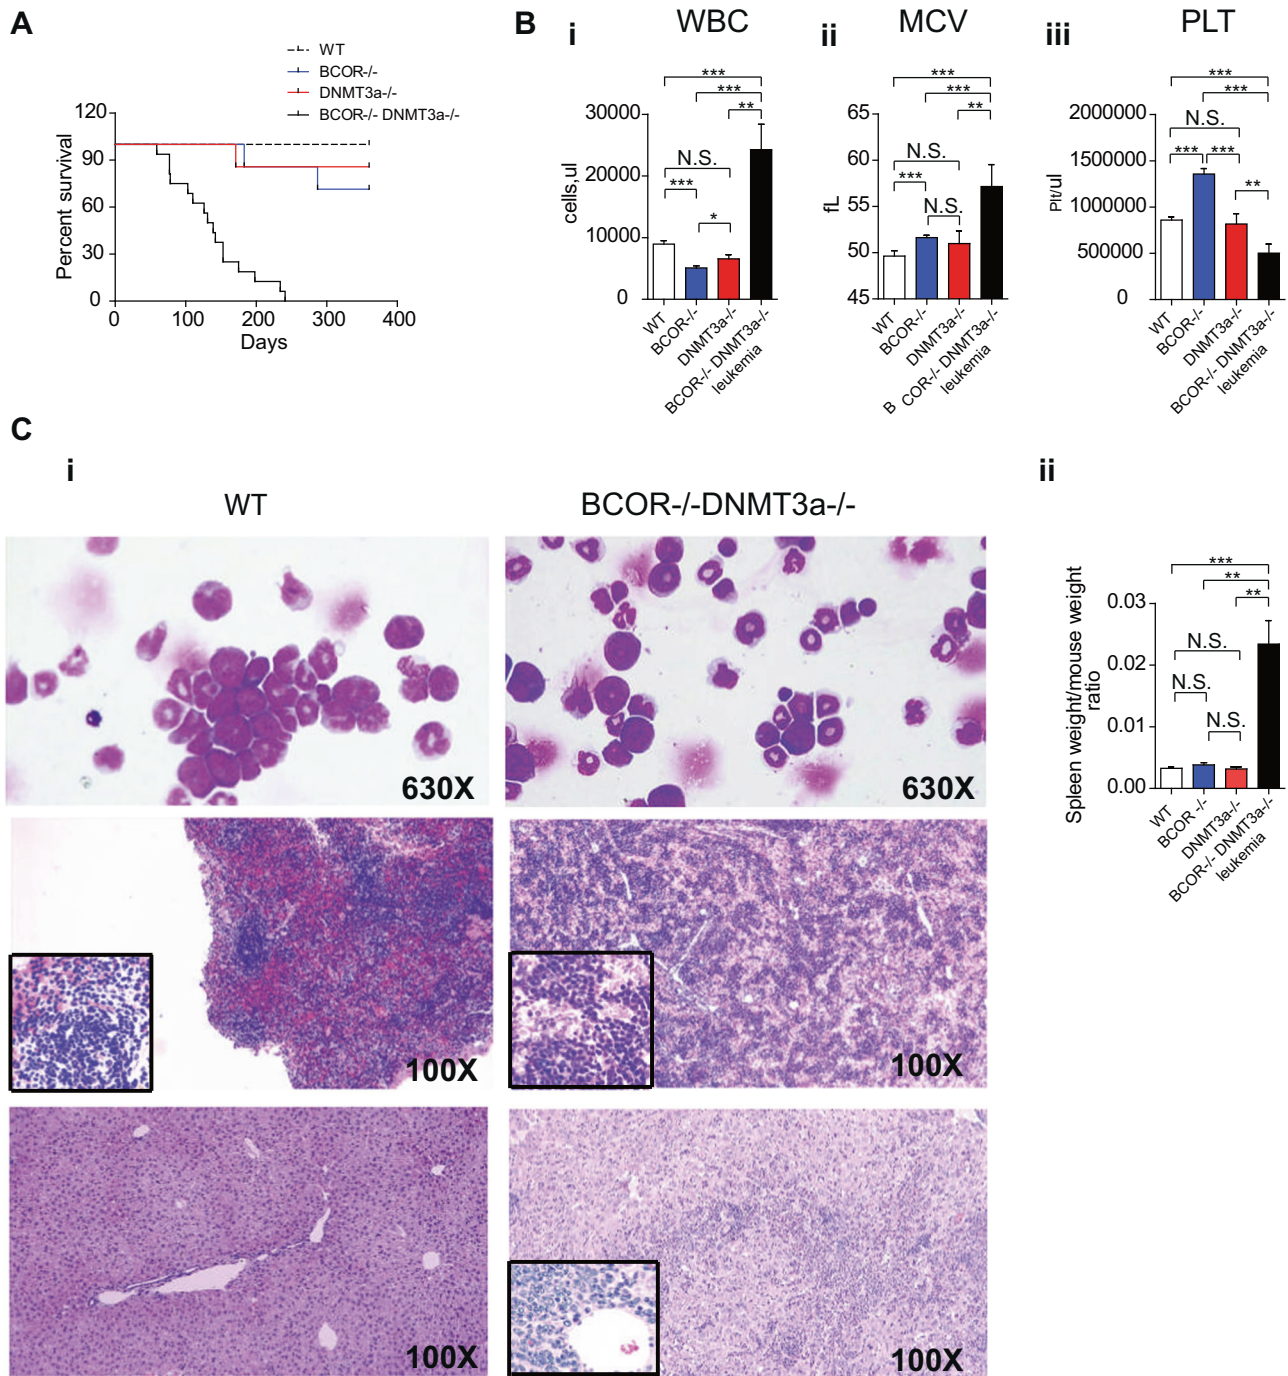 A
WT
BCOR-/-
DNMT3a-/-
BCOR-/- DNMT3a-/-
Percent survival
120
90
60
30
0
0 100 200 300 400
Days
B
i
WBC
cells,ul
30000
20000
10000
0
***
***
**
N.S.
***
*
WT
BCOR-/-
DNMT3a-/-
BCOR-/- DNMT3a-/-
leukemia
ii
MCV
fL
65
60
55
50
45
***
***
**
N.S.
***
N.S.
WT
BCOR-/-
DNMT3a-/-
B COR-/- DNMT3a-/-
leukemia
iii
PLT
Plt/ul
2000000
1500000
1000000
500000
0
***
***
N.S.
*** ***
**
WT
BCOR-/-
DNMT3a-/-
BCOR-/- DNMT3a-/-
leukemia
C
i
WT
BCOR-/-DNMT3a-/-
630X
630X
100X
100X
100X
100X
ii
Spleen weight/mouse weight
ratio
0.03
0.02
0.01
0.00
***
**
**
N.S.
N.S.
N.S.
WT
BCOR -/-
DNMT3a-/-
BCOR-/- DNMT3a-/-
leukemia